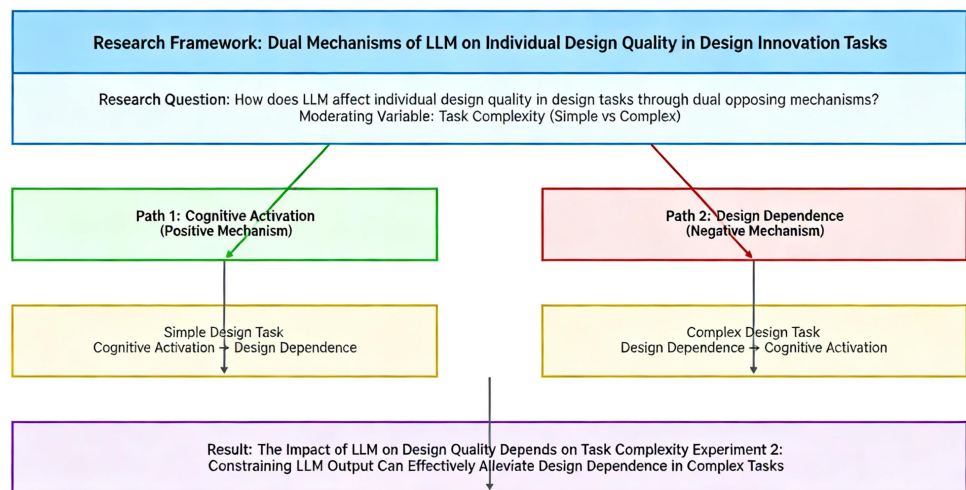 Research Framework: Dual Mechanisms of LLM on Individual Design Quality in Design Innovation Tasks
Research Question: How does LLM affect individual design quality in design tasks through dual opposing mechanisms?
Moderating Variable: Task Complexity (Simple vs Complex)
Path 1: Cognitive Activation
(Positive Mechanism)
Path 2: Design Dependence
(Negative Mechanism)
Simple Design Task
Cognitive Activation → Design Dependence
Complex Design Task
Design Dependence → Cognitive Activation
Result: The Impact of LLM on Design Quality Depends on Task Complexity Experiment 2:
Constraining LLM Output Can Effectively Alleviate Design Dependence in Complex Tasks